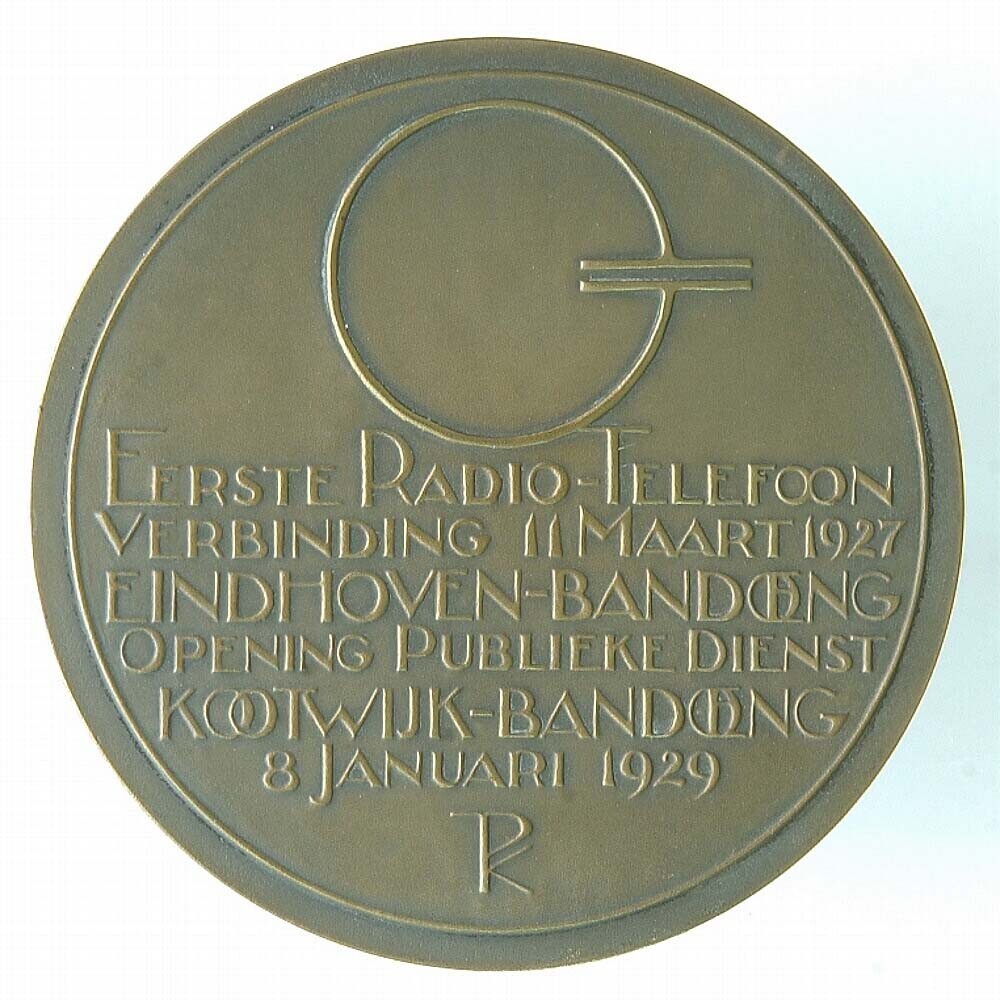 EERSTE RADIO-TELEFOON
VERBINDING 11 MAART 1927
EINDHOVEN-BANDOENG
OPENING PUBLIEKE DIENST
KOOTWIJK-BANDOENG
8 JANUARI 1929